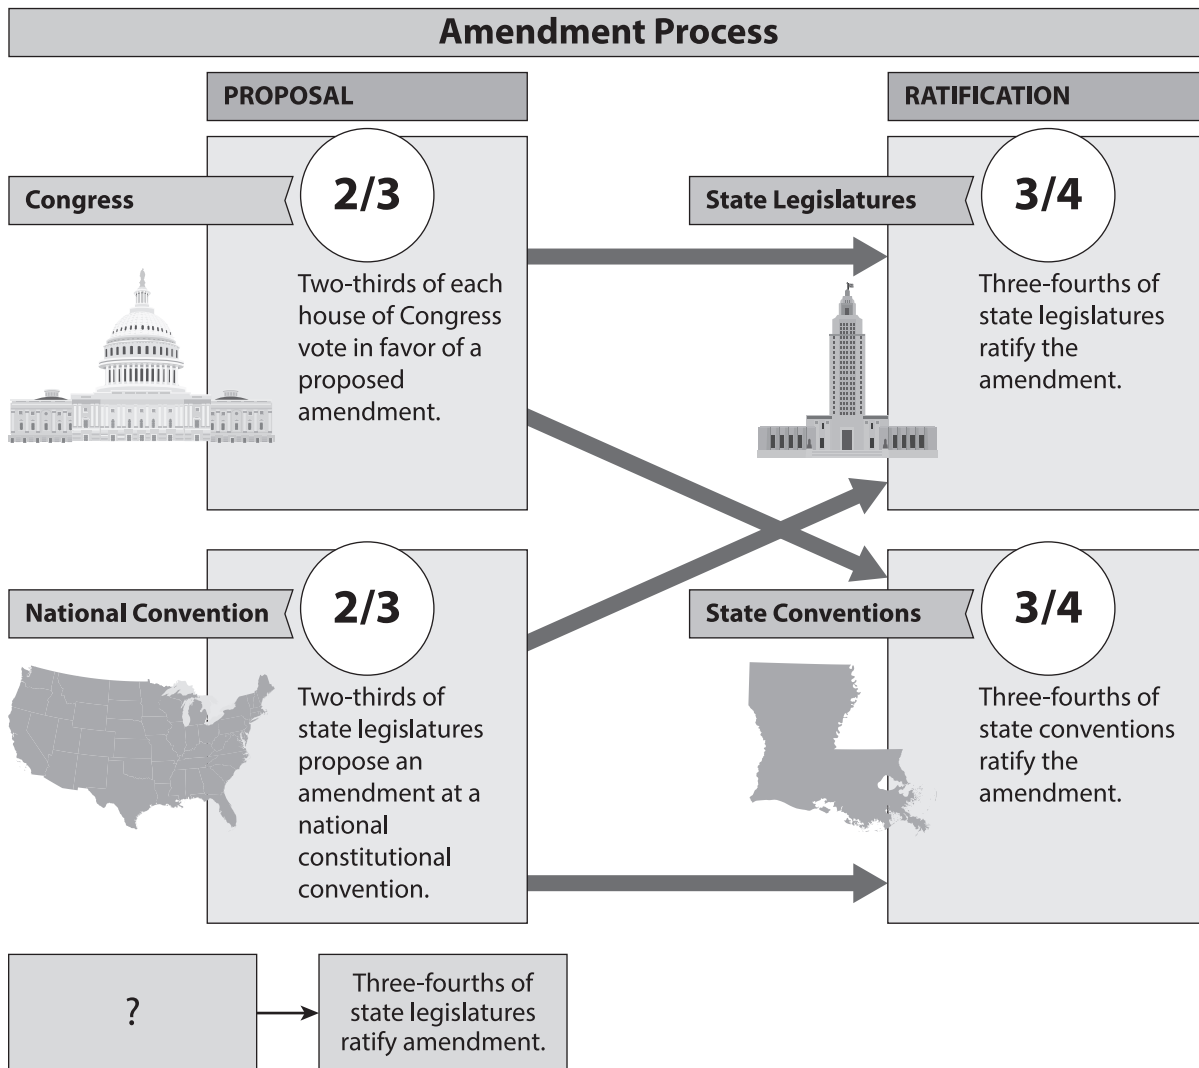 Amendment Process
PROPOSAL
RATIFICATION
Congress
2/3
Two-thirds of each
house of Congress
vote in favor of a
proposed
amendment.
State Legislatures
3/4
Three-fourths of
state legislatures
ratify the
amendment.
National Convention
2/3
Two-thirds of
state legislatures
propose an
amendment at a
national
constitutional
convention.
State Conventions
3/4
Three-fourths of
state conventions
ratify the
amendment.
?
Three-fourths of
state legislatures
ratify amendment.